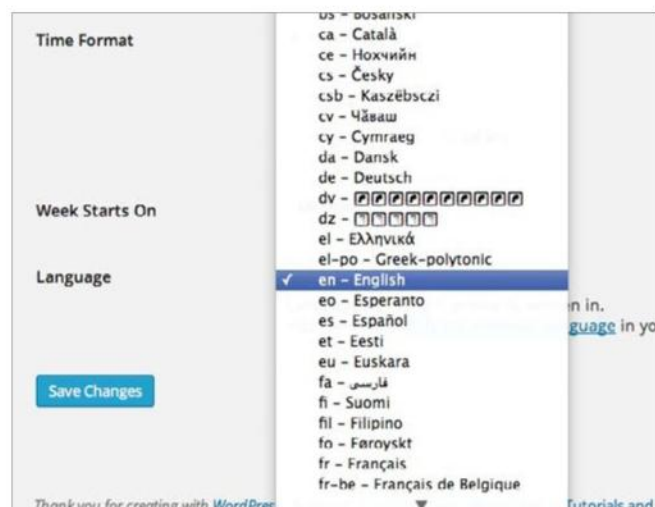 Time Format
Week Starts On
Language
Save Changes
bs – Bosanski
ca – Català
ce – Нохчийн
cs – Česky
csb – Kaszëbsczi
cv – Чăваш
cy – Cymraeg
da – Dansk
de – Deutsch
dv –
dz –
el – Ελληνικά
el-po – Greek-polytonic
✓ en – English
eo – Esperanto
es – Español
et – Eesti
eu – Euskara
fa – فارسی
fi – Suomi
fil – Filipino
fo – Føroyskt
fr – Français
fr-be – Français de Belgique
n in.
guage in yo
Thank you for creating with WordPres
Tutorials and